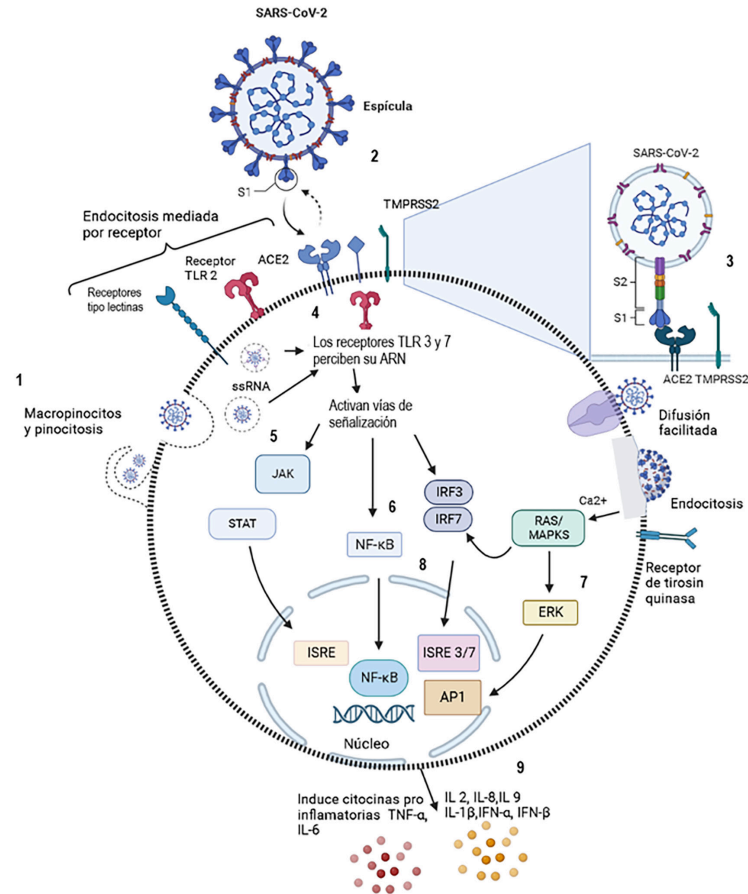 SARS-CoV-2
Espícula
2
S1
Endocitosis mediada
por receptor
TMPRSS2
ACE2
Receptor
TLR 2
Receptores
tipo lectinas
SARS-CoV-2
3
S2
S1
ACE2 TMPRSS2
4
Los receptores TLR 3 y 7
perciben su ARN
ssRNA
1
Macropinocitos
y pinocitosis
Activan vías de
señalización
Difusión
facilitada
5
JAK
STAT
6
NF-κB
IRF3
IRF7
Ca2+
RAS/
MAPKS
Endocitosis
Receptor
de tirosin
quinasa
8
7
ERK
ISRE
NF-κB
ISRE 3/7
AP1
Núcleo
9
Induce citocinas pro
inflamatorias TNF-α,
IL-6
IL 2, IL-8,IL 9
IL-1β,IFN-α, IFN-β